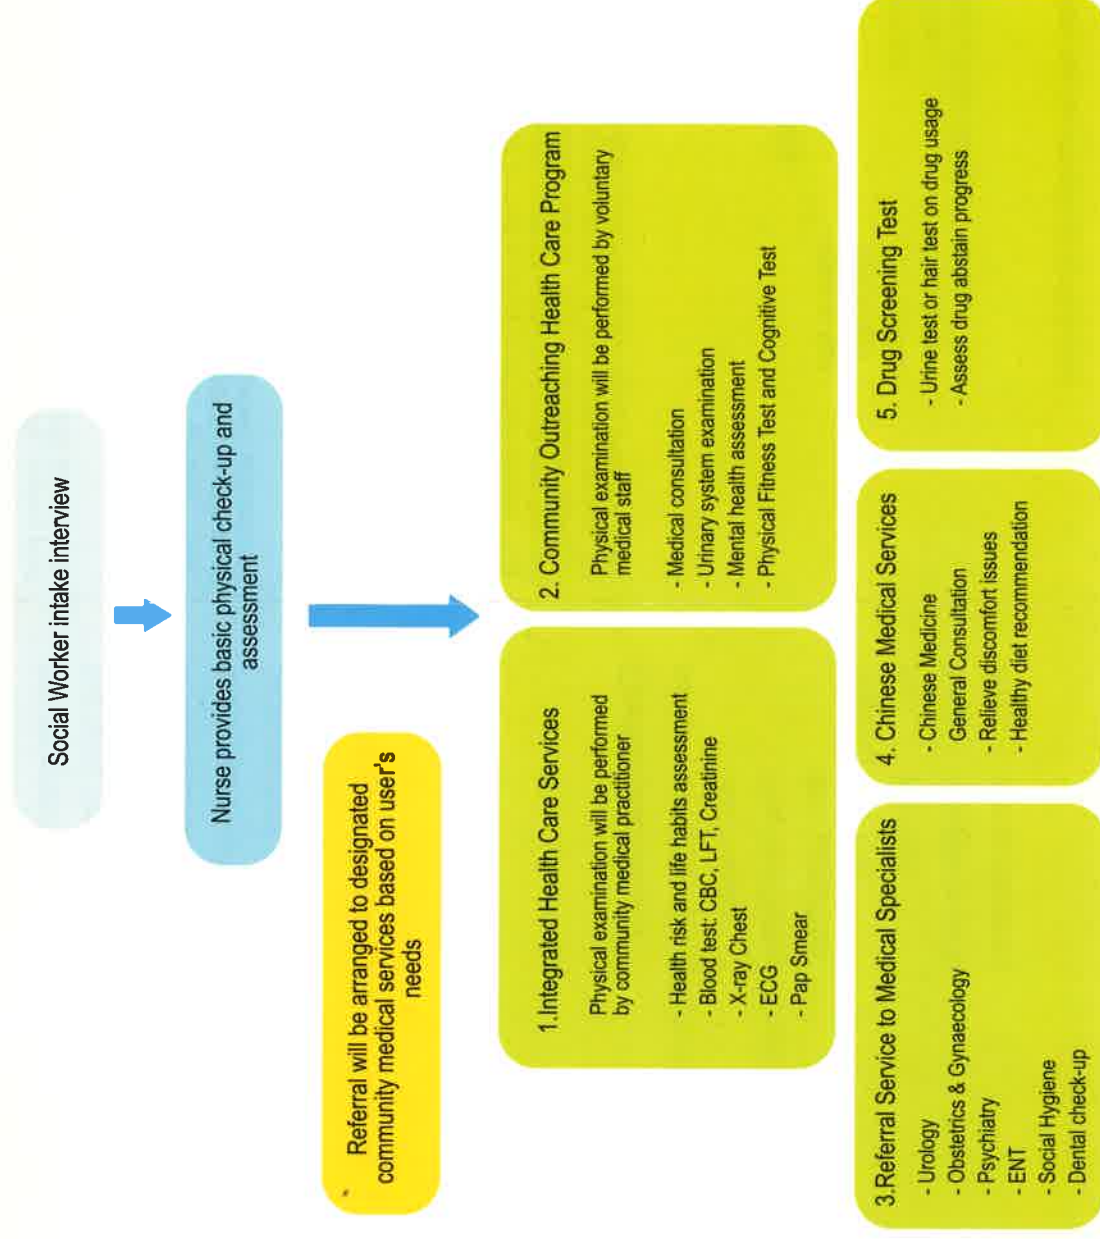 Social Worker intake interview
Nurse provides basic physical check-up and
assessment
Referral will be arranged to designated
community medical services based on user's
needs
1.Integrated Health Care Services
Physical examination will be performed
by community medical practitioner
- Health risk and life habits assessment
- Blood test: CBC, LFT, Creatinine
- X-ray Chest
- ECG
- Pap Smear
2. Community Outreaching Health Care Program
Physical examination will be performed by voluntary
medical staff
- Medical consultation
- Urinary system examination
- Mental health assessment
- Physical Fitness Test and Cognitive Test
3.Referral Service to Medical Specialists
- Urology
- Obstetrics & Gynaecology
- Psychiatry
- ENT
- Social Hygiene
- Dental check-up
4. Chinese Medical Services
- Chinese Medicine
General Consultation
- Relieve discomfort issues
- Healthy diet recommendation
5. Drug Screening Test
- Urine test or hair test on drug usage
- Assess drug abstain progress